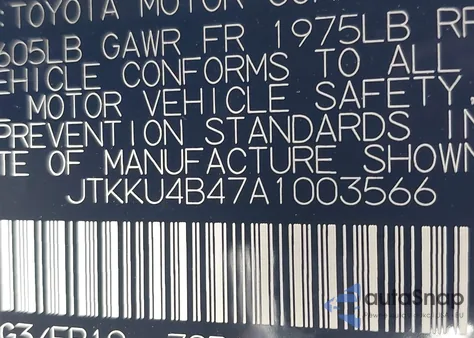 :TOYOTA MOTOR
605LB GAWR FR 1975LB RR
EHICLE CONFORMS TO ALL
L MOTOR VEHICLE SAFETY,
PREVENTION STANDARDS IN
TE OF MANUFACTURE SHOWN
JTKKU4B47A1003566
autoSnap